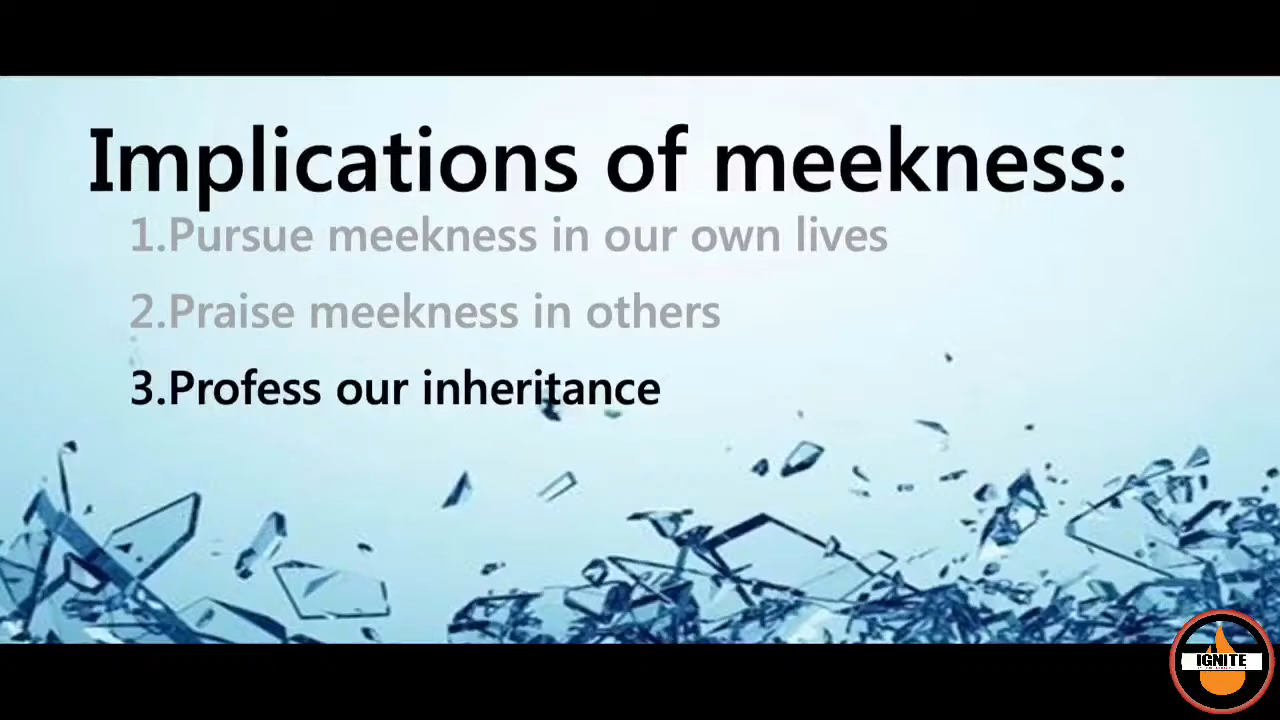 Implications of meekness:
1.Pursue meekness in our own lives
2.Praise meekness in others
3.Profess our inheritance
IGNITE